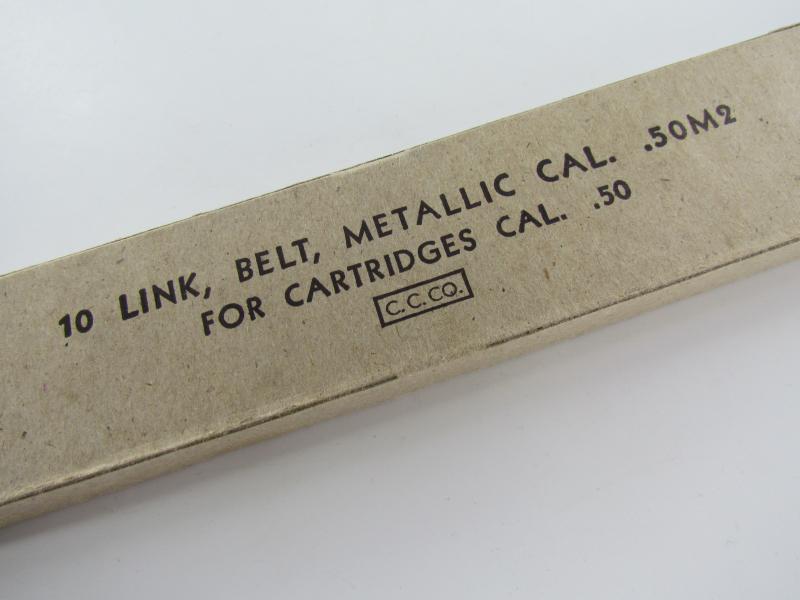 10 LINK, BELT, METALLIC CAL. .50M2
FOR CARTRIDGES CAL. .50
C.C.CO.